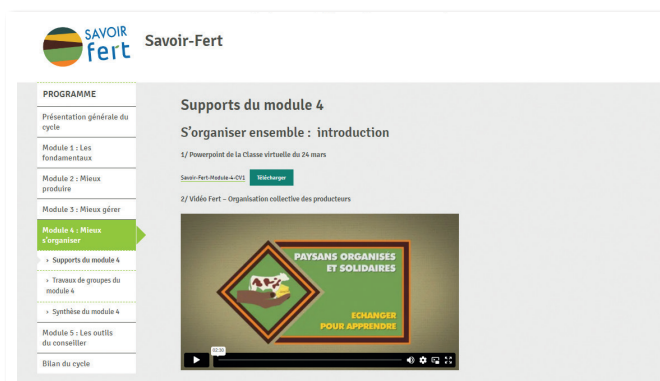 SAVOIR
fert
Savoir-Fert
PROGRAMME
Présentation générale du
cycle
Module 1 : Les
fondamentaux
Module 2 : Mieux
produire
Module 3 : Mieux gérer
Module 4 : Mieux
s'organiser
› Supports du module 4
› Travaux de groupes du
module 4
› Synthèse du module 4
Module 5 : Les outils
du conseiller
Bilan du cycle
Supports du module 4
S'organiser ensemble : introduction
1/ Powerpoint de la Classe virtuelle du 24 mars
Savoir-Fert-Module-4-CV1 Télécharger
2/ Vidéo Fert – Organisation collective des producteurs
PAYSANS ORGANISES
ET SOLIDAIRES
ECHANGER
POUR APPRENDRE
02:30